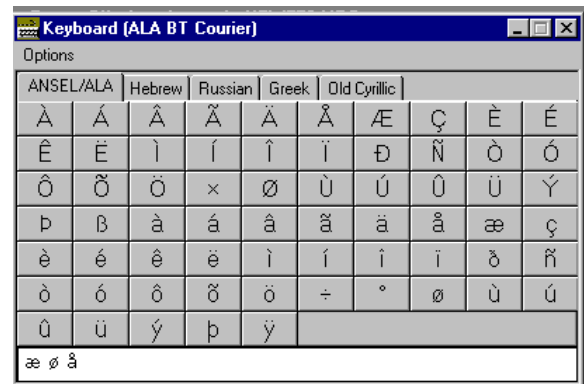 Keyboard (ALA BT Courier)
Options
ANSEL/ALA Hebrew Russian Greek Old Cyrillic
À Á Â Ã Ä Å Æ Ç È É
Ê Ë Ì Í Î Ï Ð Ñ Ò Ó
Ô Õ Ö × Ø Ù Ú Û Ü Ý
Þ ß à á â ã ä å æ ç
è é ê ë ì í î ï ð ñ
ò ó ô õ ö ÷ ° ø ù ú
û ü ý þ ÿ
æ ø å